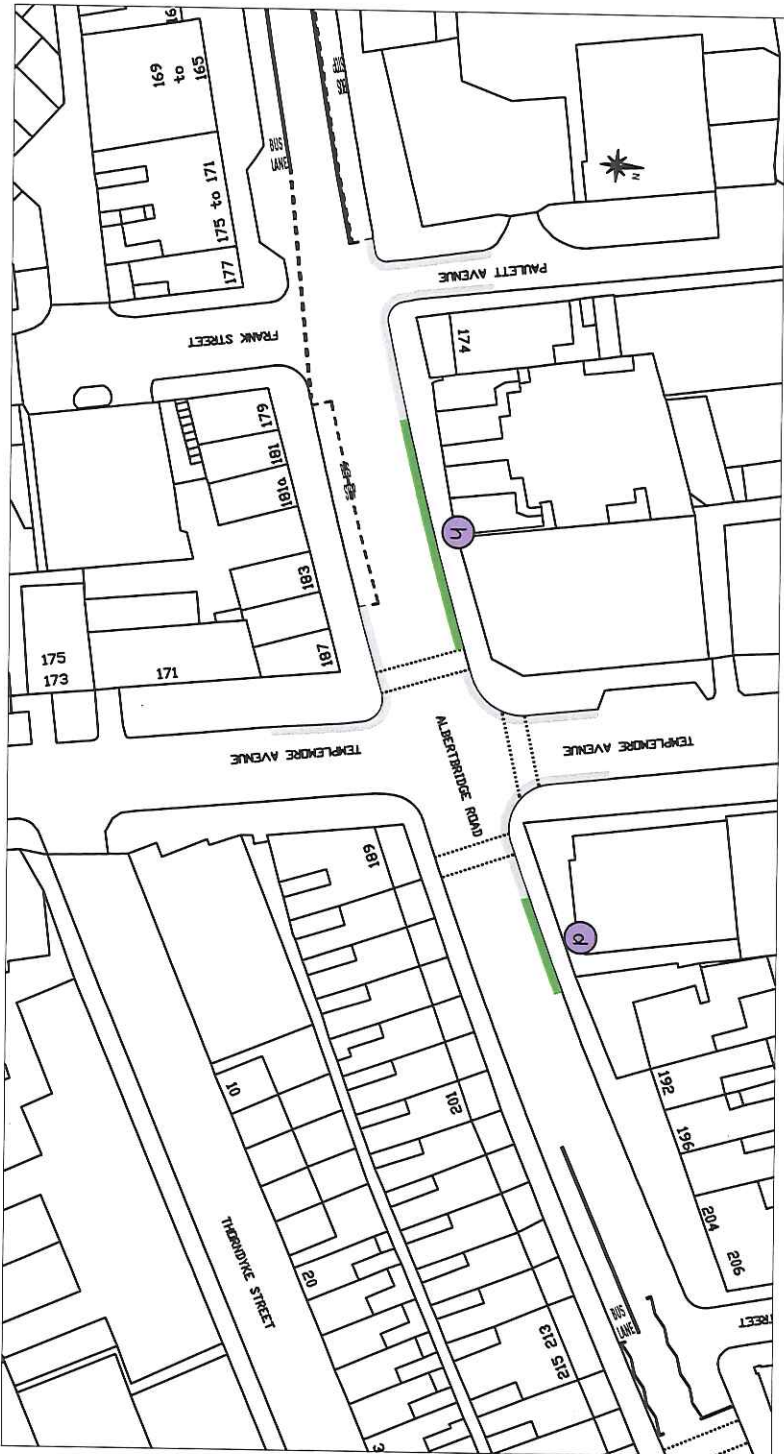 169
to
165
BUS
LANE
175 to 171
177
N
PAULETT AVENUE
FRANK STREET
174
179
181
181a
183
187
h
175
173
171
TEMPLEMORE AVENUE
TEMPLEMORE AVENUE
ALBERTBRIDGE ROAD
189
d
201
192
196
204
206
10
20
THORNDYKE STREET
BUS
LANE
213
215